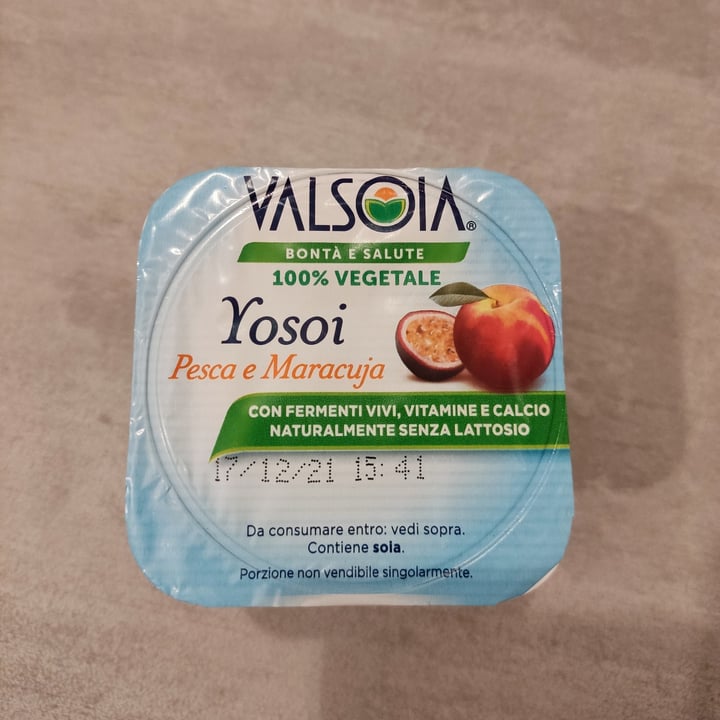 VALSOIA®
BONTÀ E SALUTE
100% VEGETALE
Yosoi
Pesca e Maracuja
CON FERMENTI VIVI, VITAMINE E CALCIO
NATURALMENTE SENZA LATTOSIO
17/12/21 15:41
Da consumare entro: vedi sopra.
Contiene soia.
Porzione non vendibile singolarmente.